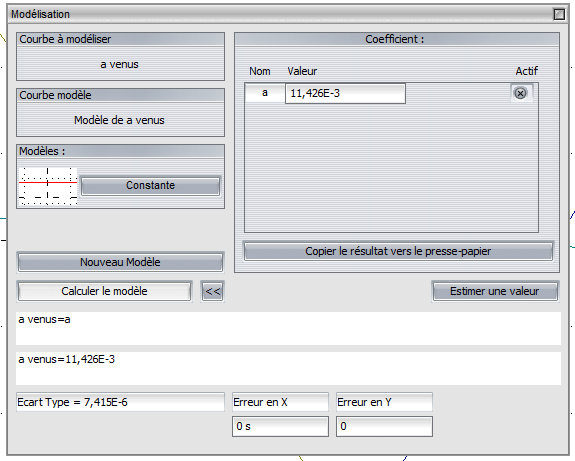 Modélisation
Courbe à modéliser
a venus
Courbe modèle
Modèle de a venus
Modèles :
Constante
Nouveau Modèle
Calculer le modèle
<<
Coefficient :
Nom Valeur Actif
a 11,426E-3
Copier le résultat vers le presse-papier
Estimer une valeur
a venus=a
a venus=11,426E-3
Ecart Type = 7,415E-6
Erreur en X
0 s
Erreur en Y
0